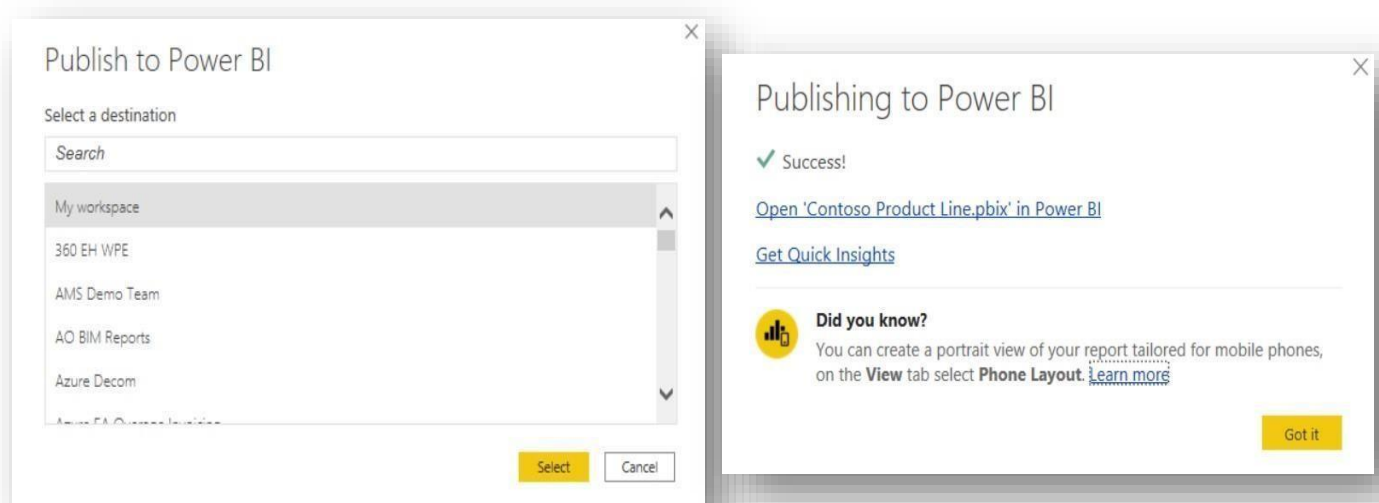 Publish to Power BI
Select a destination
Search
My workspace
360 EH WPE
AMS Demo Team
AO BIM Reports
Azure Decom
Select
Cancel
Publishing to Power BI
Success!
Open 'Contoso Product Line.pbix' in Power BI
Get Quick Insights
Did you know?
You can create a portrait view of your report tailored for mobile phones,
on the View tab select Phone Layout. Learn more
Got it